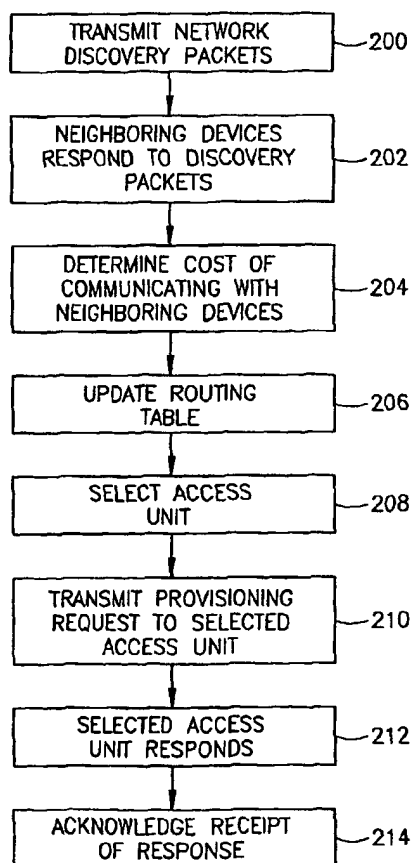 TRANSMIT NETWORK
DISCOVERY PACKETS
200
NEIGHBORING DEVICES
RESPOND TO DISCOVERY
PACKETS
202
DETERMINE COST OF
COMMUNICATING WITH
NEIGHBORING DEVICES
204
UPDATE ROUTING
TABLE
206
SELECT ACCESS
UNIT
208
TRANSMIT PROVISIONING
REQUEST TO SELECTED
ACCESS UNIT
210
SELECTED ACCESS
UNIT RESPONDS
212
ACKNOWLEDGE RECEIPT
OF RESPONSE
214